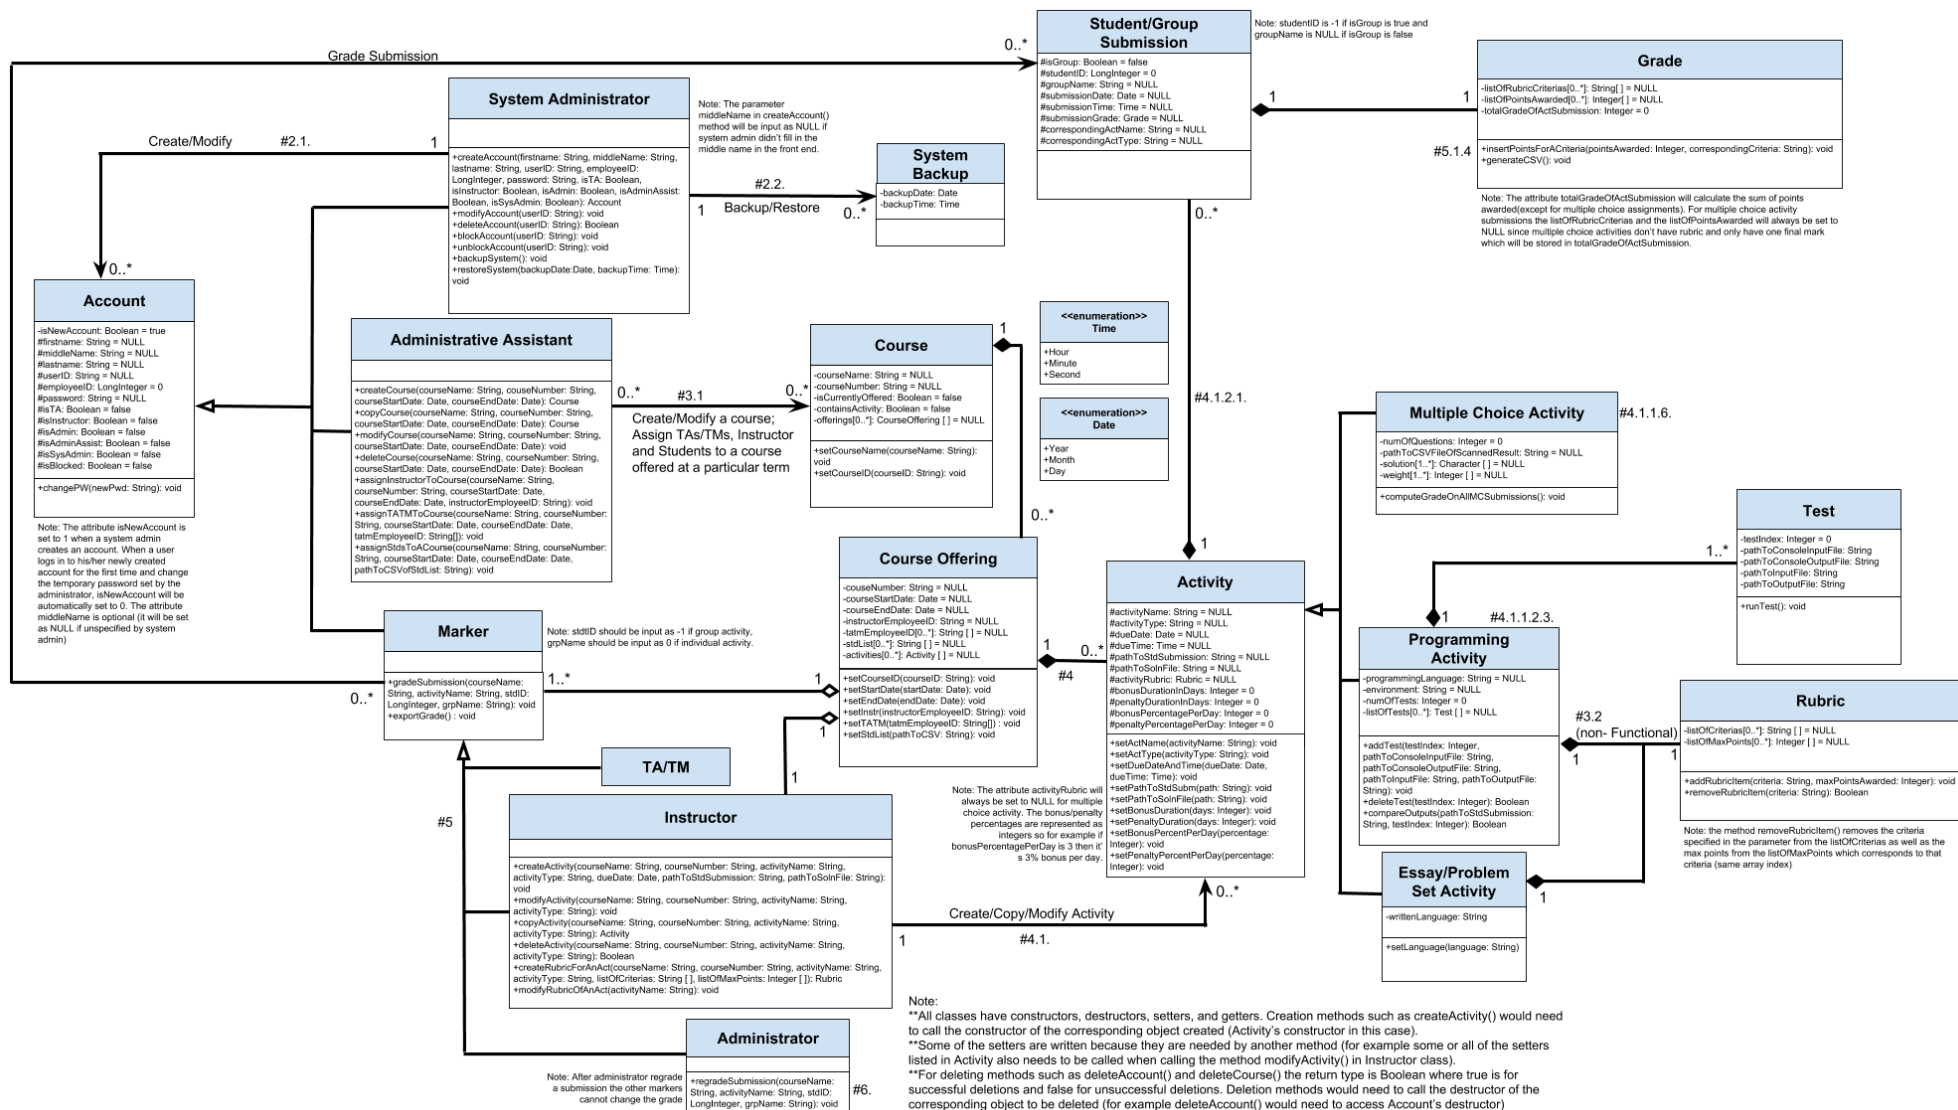 Grade Submission
0..*
Student/Group
Submission
#isGroup: Boolean = false
#studentID: LongInteger = 0
#groupName: String = NULL
#submissionDate: Date = NULL
#submissionTime: Time = NULL
#submissionGrade: Grade = NULL
#correspondingActName: String = NULL
#correspondingActType: String = NULL
Note: studentID is -1 if isGroup is true and
groupName is NULL if isGroup is false
1
1
Grade
-listOfRubricCriterias[0..*]: String[ ] = NULL
-listOfPointsAwarded[0..*]: Integer[ ] = NULL
-totalGradeOfActSubmission: Integer = 0
#5.1.4
+insertPointsForACriteria(pointsAwarded: Integer, correspondingCriteria: String): void
+generateCSV(): void
Note: The attribute totalGradeOfActSubmission will calculate the sum of points
awarded(except for multiple choice assignments). For multiple choice activity
submissions the listOfRubricCriterias and the listOfPointsAwarded will always be set to
NULL since multiple choice activities don't have rubric and only have one final mark
which will be stored in totalGradeOfActSubmission.
System Administrator
+createAccount(firstname: String, middleName: String,
lastname: String, userID: String, employeeID:
LongInteger, password: String, isTA: Boolean,
isInstructor: Boolean, isAdmin: Boolean, isAdminAssist:
Boolean, isSysAdmin: Boolean): Account
+modifyAccount(userID: String): void
+deleteAccount(userID: String): Boolean
+blockAccount(userID: String): void
+unblockAccount(userID: String): void
+backupSystem(): void
+restoreSystem(backupDate:Date, backupTime: Time):
void
Note: The parameter
middleName in createAccount()
method will be input as NULL if
system admin didn't fill in the
middle name in the front end.
Create/Modify
#2.1.
1
0..*
#2.2.
1
Backup/Restore
0..*
System
Backup
-backupDate: Date
-backupTime: Time
Account
-isNewAccount: Boolean = true
#firstname: String = NULL
#middleName: String = NULL
#lastname: String = NULL
#userID: String = NULL
#employeeID: LongInteger = 0
#password: String = NULL
#isTA: Boolean = false
#isInstructor: Boolean = false
#isAdmin: Boolean = false
#isAdminAssist: Boolean = false
#isSysAdmin: Boolean = false
#isBlocked: Boolean = false
+changePW(newPwd: String): void
Note: The attribute isNewAccount is
set to 1 when a system admin
creates an account. When a user
logs in to his/her newly created
account for the first time and change
the temporary password set by the
administrator, isNewAccount will be
automatically set to 0. The attribute
middleName is optional (it will be set
as NULL if unspecified by system
admin)
Administrative Assistant
+createCourse(courseName: String, couseNumber: String,
courseStartDate: Date, courseEndDate: Date): Course
+copyCourse(courseName: String, courseNumber: String,
courseStartDate: Date, courseEndDate: Date): Course
+modifyCourse(courseName: String, courseNumber: String,
courseStartDate: Date, courseEndDate: Date): void
+deleteCourse(courseName: String, courseNumber: String,
courseStartDate: Date, courseEndDate: Date): Boolean
+assignInstructorToCourse(courseName: String,
courseNumber: String, courseStartDate: Date,
courseEndDate: Date, instructorEmployeeID: String): void
+assignTATMToCourse(courseName: String, courseNumber:
String, courseStartDate: Date, courseEndDate: Date,
tatmEmployeeID: String[]): void
+assignStdsToACourse(courseName: String, courseNumber:
String, courseStartDate: Date, courseEndDate: Date,
pathToCSVofStdList: String): void
0..*
#3.1
0..*
Create/Modify a course;
Assign TAs/TMs, Instructor
and Students to a course
offered at a particular term
Course
-courseName: String = NULL
-courseNumber: String = NULL
-isCurrentlyOffered: Boolean = false
-containsActivity: Boolean = false
-offerings[0..*]: CourseOffering [ ] = NULL
+setCourseName(courseName: String):
void
+setCourseID(courseID: String): void
1
0..*
<<enumeration>>
Time
+Hour
+Minute
+Second
<<enumeration>>
Date
+Year
+Month
+Day
0..*
#4.1.2.1.
1
Multiple Choice Activity
-numOfQuestions: Integer = 0
-pathToCSVFileOfScannedResult: String = NULL
-solution[1..*]: Character [ ] = NULL
-weight[1..*]: Integer [ ] = NULL
+computeGradeOnAllMCSubmissions(): void
#4.1.1.6.
Test
-testIndex: Integer = 0
-pathToConsoleInputFile: String
-pathToConsoleOutputFile: String
-pathToInputFile: String
-pathToOutputFile: String
+runTest(): void
1..*
1
#4.1.1.2.3.
Course Offering
-couseNumber: String = NULL
-courseStartDate: Date = NULL
-courseEndDate: Date = NULL
-instructorEmployeeID: String = NULL
-tatmEmployeeID[0..*]: String [ ] = NULL
-stdList[0..*]: String [ ] = NULL
-activities[0..*]: Activity [ ] = NULL
+setCourseID(courseID: String): void
+setStartDate(startDate: Date): void
+setEndDate(endDate: Date): void
+setInstr(instructorEmployeeID: String): void
+setTATM(tatmEmployeeID: String[]) : void
+setStdList(pathToCSV: String): void
1
0..*
#4
Activity
#activityName: String = NULL
#activityType: String = NULL
#dueDate: Date = NULL
#dueTime: Time = NULL
#pathToStdSubmission: String = NULL
#pathToSolnFile: String = NULL
#activityRubric: Rubric = NULL
#bonusDurationInDays: Integer = 0
#penaltyDurationInDays: Integer = 0
#bonusPercentagePerDay: Integer = 0
#penaltyPercentagePerDay: Integer = 0
+setActName(activityName: String): void
+setActType(activityType: String): void
+setDueDateAndTime(dueDate: Date,
dueTime: Time): void
+setPathToStdSubm(path: String): void
+setPathToSolnFile(path: String): void
+setBonusDuration(days: Integer): void
+setPenaltyDuration(days: Integer): void
+setBonusPercentPerDay(percentage:
Integer): void
+setPenaltyPercentPerDay(percentage:
Integer): void
Note: The attribute activityRubric will
always be set to NULL for multiple
choice activity. The bonus/penalty
percentages are represented as
integers so for example if
bonusPercentagePerDay is 3 then it'
s 3% bonus per day.
Programming
Activity
-programmingLanguage: String = NULL
-environment: String = NULL
-numOfTests: Integer = 0
-listOfTests[0..*]: Test [ ] = NULL
+addTest(testIndex: Integer,
pathToConsoleInputFile: String,
pathToConsoleOutputFile: String,
pathToInputFile: String, pathToOutputFile:
String): void
+deleteTest(testIndex: Integer): Boolean
+compareOutputs(pathToStdSubmission:
String, testIndex: Integer): Boolean
#3.2
(non- Functional)
1
1
Rubric
-listOfCriterias[0..*]: String [ ] = NULL
-listOfMaxPoints[0..*]: Integer [ ] = NULL
+addRubricItem(criteria: String, maxPointsAwarded: Integer): void
+removeRubricItem(criteria: String): Boolean
Note: the method removeRubricItem() removes the criteria
specified in the parameter from the listOfCriterias as well as the
max points from the listOfMaxPoints which corresponds to that
criteria (same array index)
Essay/Problem
Set Activity
-writtenLanguage: String
+setLanguage(language: String)
1
Marker
+gradeSubmission(courseName:
String, activityName: String, stdID:
LongInteger, grpName: String): void
+exportGrade() : void
Note: stdtID should be input as -1 if group activity,
grpName should be input as 0 if individual activity.
0..*
1..*
1
1
1
TA/TM
#5
Instructor
+createActivity(courseName: String, courseNumber: String, activityName: String,
activityType: String, dueDate: Date, pathToStdSubmission: String, pathToSolnFile: String):
void
+modifyActivity(courseName: String, courseNumber: String, activityName: String,
activityType: String): void
+copyActivity(courseName: String, courseNumber: String, activityName: String,
activityType: String): Activity
+deleteActivity(courseName: String, courseNumber: String, activityName: String,
activityType: String): Boolean
+createRubricForAnAct(courseName: String, courseNumber: String, activityName: String,
activityType: String, listOfCriterias: String [ ], listOfMaxPoints: Integer [ ]): Rubric
+modifyRubricOfAnAct(activityName: String): void
Create/Copy/Modify Activity
1
#4.1.
0..*
Administrator
+regradeSubmission(courseName:
String, activityName: String, stdID:
LongInteger, grpName: String): void
#6.
Note: After administrator regrade
a submission the other markers
cannot change the grade
Note:
**All classes have constructors, destructors, setters, and getters. Creation methods such as createActivity() would need
to call the constructor of the corresponding object created (Activity's constructor in this case).
**Some of the setters are written because they are needed by another method (for example some or all of the setters
listed in Activity also needs to be called when calling the method modifyActivity() in Instructor class).
**For deleting methods such as deleteAccount() and deleteCourse() the return type is Boolean where true is for
successful deletions and false for unsuccessful deletions. Deletion methods would need to call the destructor of the
corresponding object to be deleted (for example deleteAccount() would need to access Account's destructor)